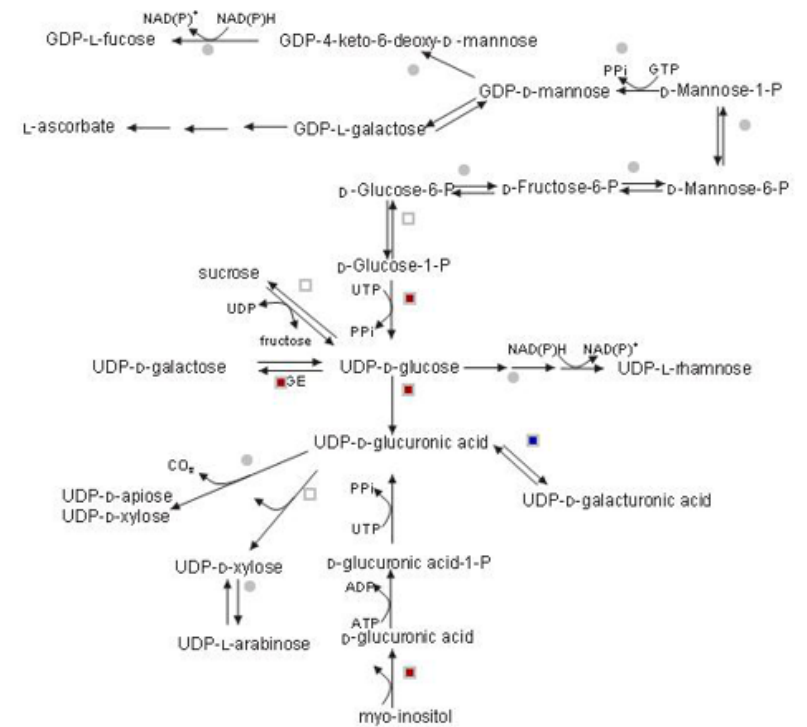 NAD(P)⁺ NAD(P)H
GDP-L-fucose GDP-4-keto-6-deoxy-D -mannose
PPi GTP
GDP-D-mannose D-Mannose-1-P
L-ascorbate GDP-L-galactose
D-Glucose-6-P D-Fructose-6-P D-Mannose-6-P
D-Glucose-1-P
sucrose
UTP
UDP
PPi
fructose
NAD(P)H NAD(P)⁺
UDP-D-galactose UDP-D-glucose UDP-L-rhamnose
GE
UDP-D-glucuronic acid
CO₂
PPi
UDP-D-apiose
UDP-D-xylose
UDP-D-galacturonic acid
UTP
UDP-D-xylose D-glucuronic acid-1-P
ADP
ATP
UDP-L-arabinose D-glucuronic acid
myo-inositol